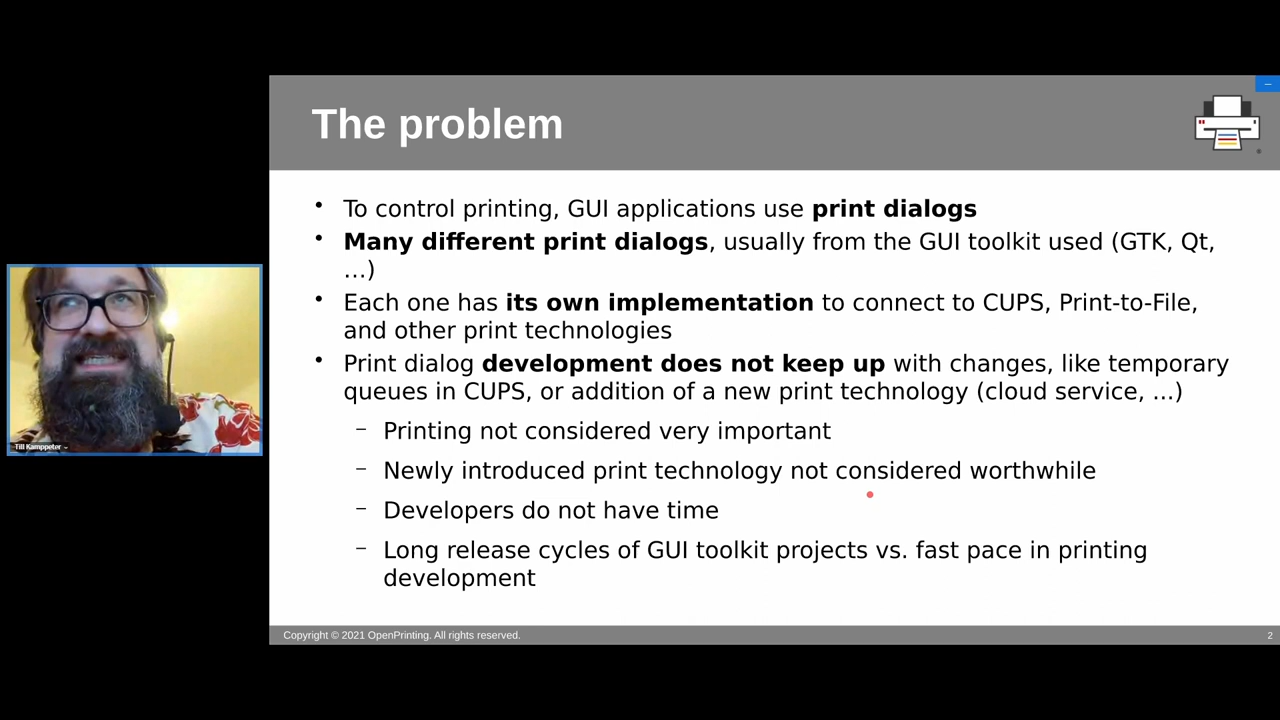 The problem
• To control printing, GUI applications use print dialogs
• Many different print dialogs, usually from the GUI toolkit used (GTK, Qt,
…)
• Each one has its own implementation to connect to CUPS, Print-to-File,
and other print technologies
• Print dialog development does not keep up with changes, like temporary
queues in CUPS, or addition of a new print technology (cloud service, ...)
– Printing not considered very important
– Newly introduced print technology not considered worthwhile
– Developers do not have time
– Long release cycles of GUI toolkit projects vs. fast pace in printing
development
Till Kamppeter
Copyright © 2021 OpenPrinting. All rights reserved.
2